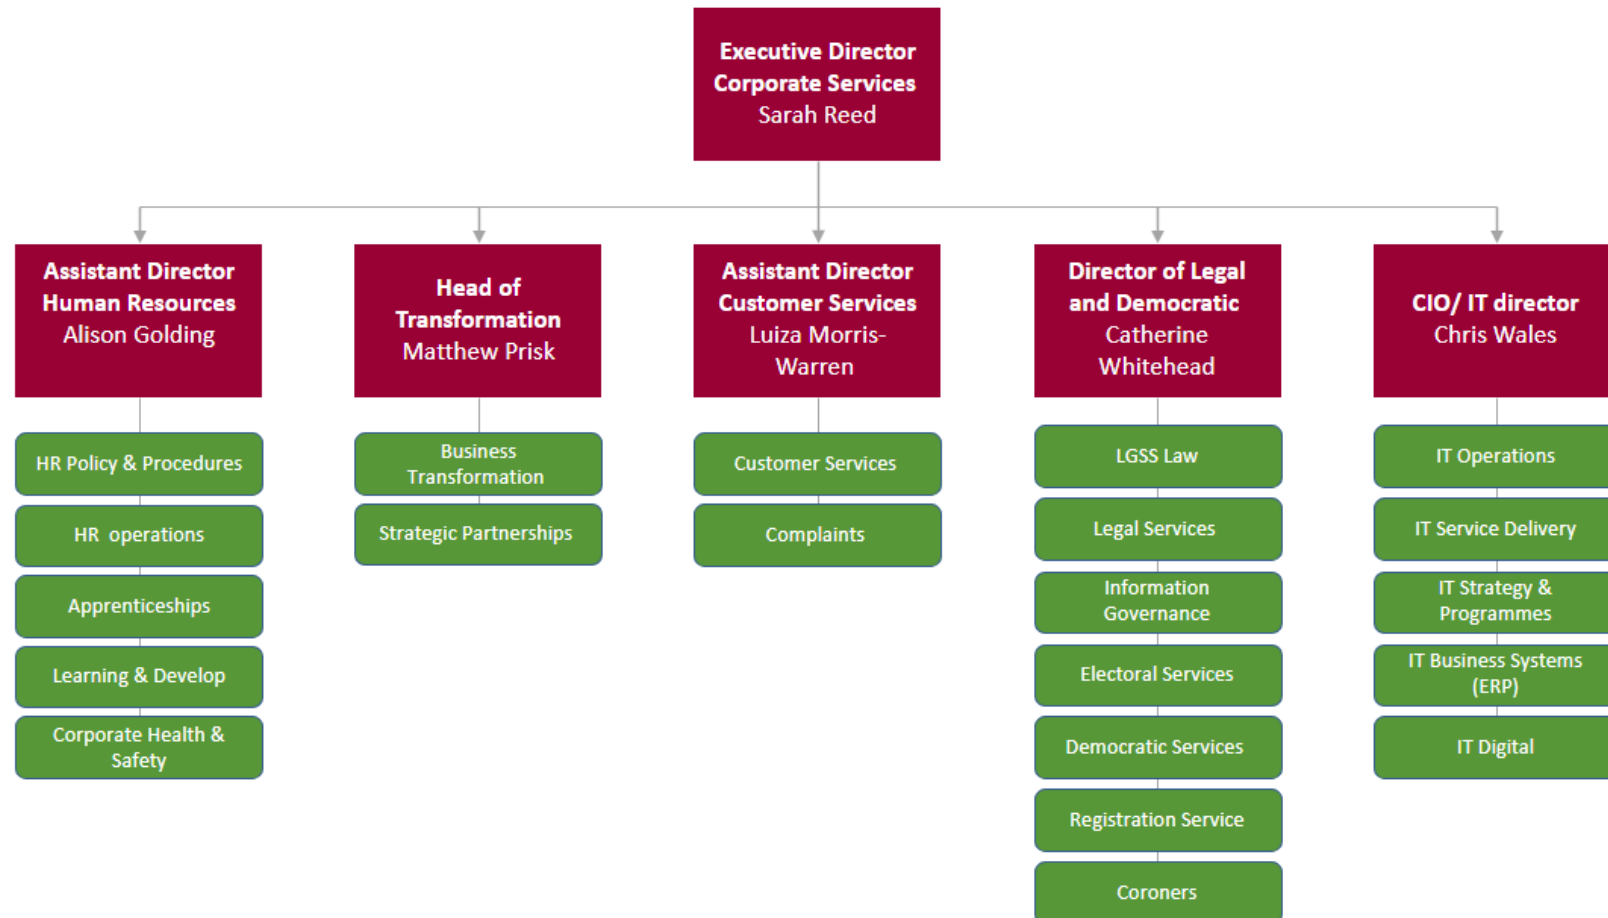 Executive Director
Corporate Services
Sarah Reed
Assistant Director
Human Resources
Alison Golding
Head of
Transformation
Matthew Prisk
Assistant Director
Customer Services
Luiza Morris-
Warren
Director of Legal
and Democratic
Catherine
Whitehead
CIO/ IT director
Chris Wales
HR Policy & Procedures
HR operations
Apprenticeships
Learning & Develop
Corporate Health &
Safety
Business
Transformation
Strategic Partnerships
Customer Services
Complaints
LGSS Law
Legal Services
Information
Governance
Electoral Services
Democratic Services
Registration Service
Coroners
IT Operations
IT Service Delivery
IT Strategy &
Programmes
IT Business Systems
(ERP)
IT Digital